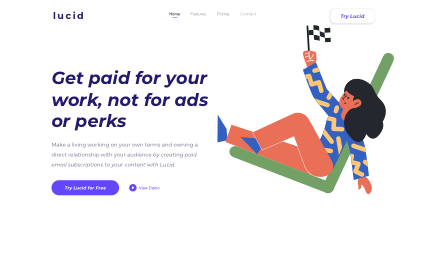 lucid
Home Features Pricing Contact
Try Lucid
Get paid for your
work, not for ads
or perks
Make a living working on your own terms and owning a
direct relationship with your audience by creating paid
email subscriptions to your content with Lucid.
Try Lucid for Free
View Demo